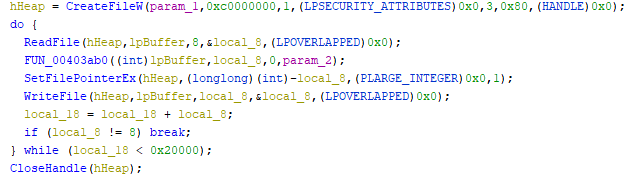 hHeap = CreateFileW(param_1,0xc0000000,1,(LPSECURITY_ATTRIBUTES)0x0,3,0x80,(HANDLE)0x0);
do {
ReadFile(hHeap,lpBuffer,8,&local_8,(LPOVERLAPPED)0x0);
FUN_00403ab0((int)lpBuffer,local_8,0,param_2);
SetFilePointerEx(hHeap,(longlong)(int)-local_8,(PLARGE_INTEGER)0x0,1);
WriteFile(hHeap,lpBuffer,local_8,&local_8,(LPOVERLAPPED)0x0);
local_18 = local_18 + local_8;
if (local_8 != 8) break;
} while (local_18 < 0x20000);
CloseHandle(hHeap);